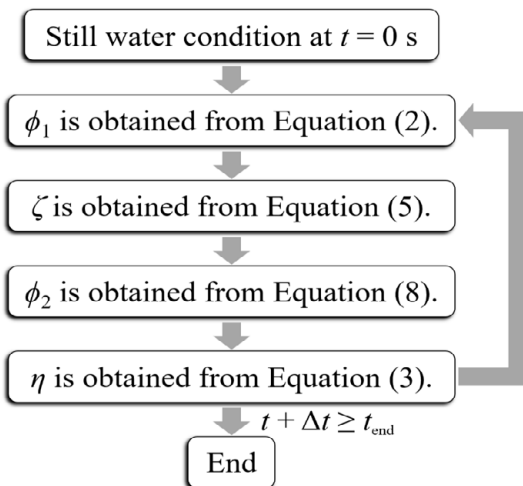 Still water condition at t = 0 s
ϕ₁ is obtained from Equation (2).
ζ is obtained from Equation (5).
ϕ₂ is obtained from Equation (8).
η is obtained from Equation (3).
t + Δt ≥ t_end
End